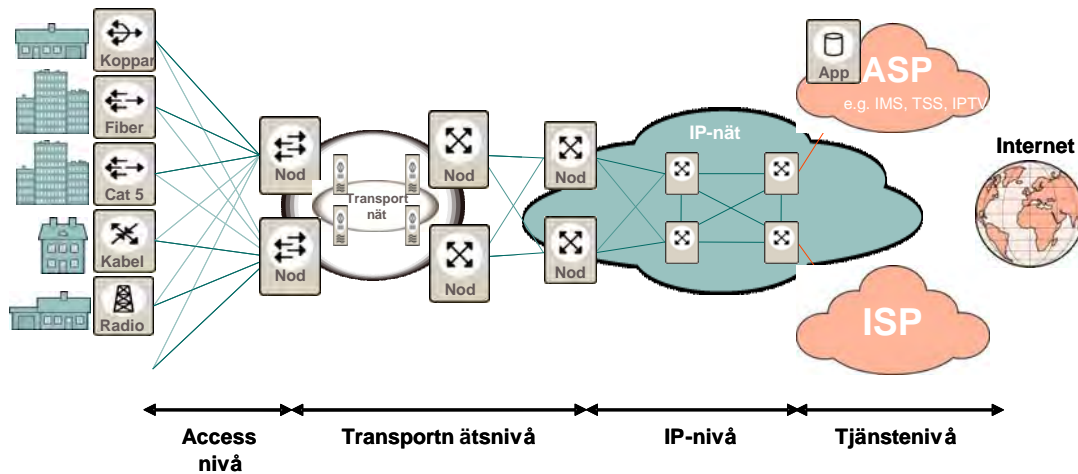 Koppar
Fiber
Cat 5
Kabel
Radio
Nod
Nod
Transport
nät
Nod
Nod
Nod
Nod
IP-nät
App
ASP
e.g. IMS, TSS, IPTV
ISP
Internet
Access
nivå
Transportn ätsnivå
IP-nivå
Tjänstenivå